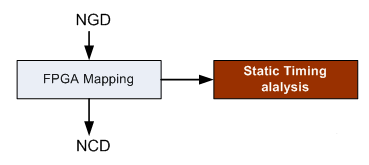 NGD
FPGA Mapping
Static Timing
alalysis
NCD